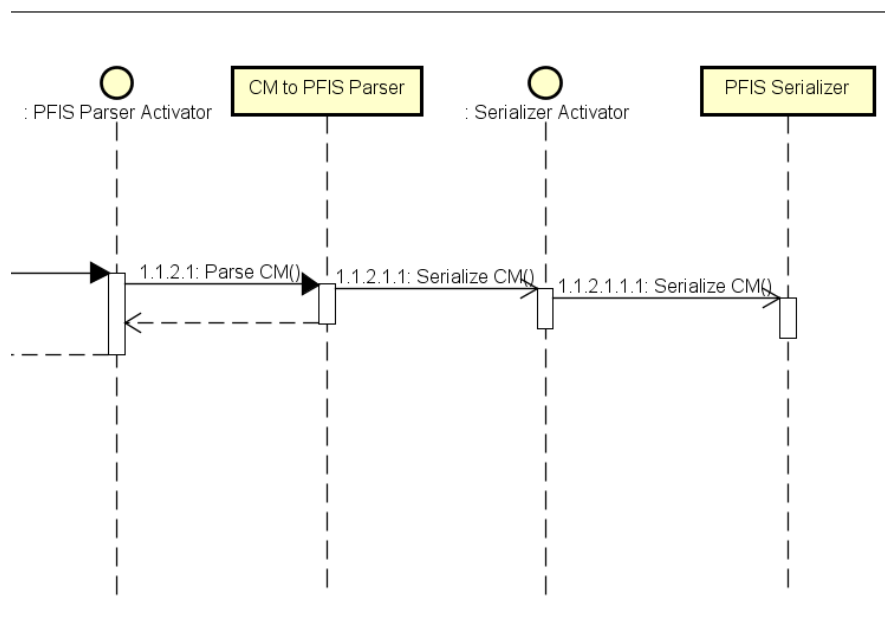 CM to PFIS Parser
PFIS Serializer
: PFIS Parser Activator
: Serializer Activator
1.1.2.1: Parse CM()
1.1.2.1.1: Serialize CM()
1.1.2.1.1.1: Serialize CM()